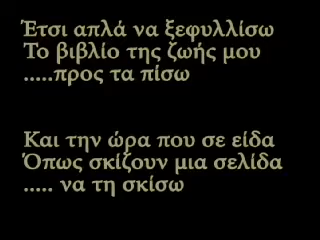 Έτσι απλά να ξεφυλλίσω
Το βιβλίο της ζωής μου
.....προς τα πίσω
Και την ώρα που σε είδα
Όπως σκίζουν μια σελίδα
..... να τη σκίσω